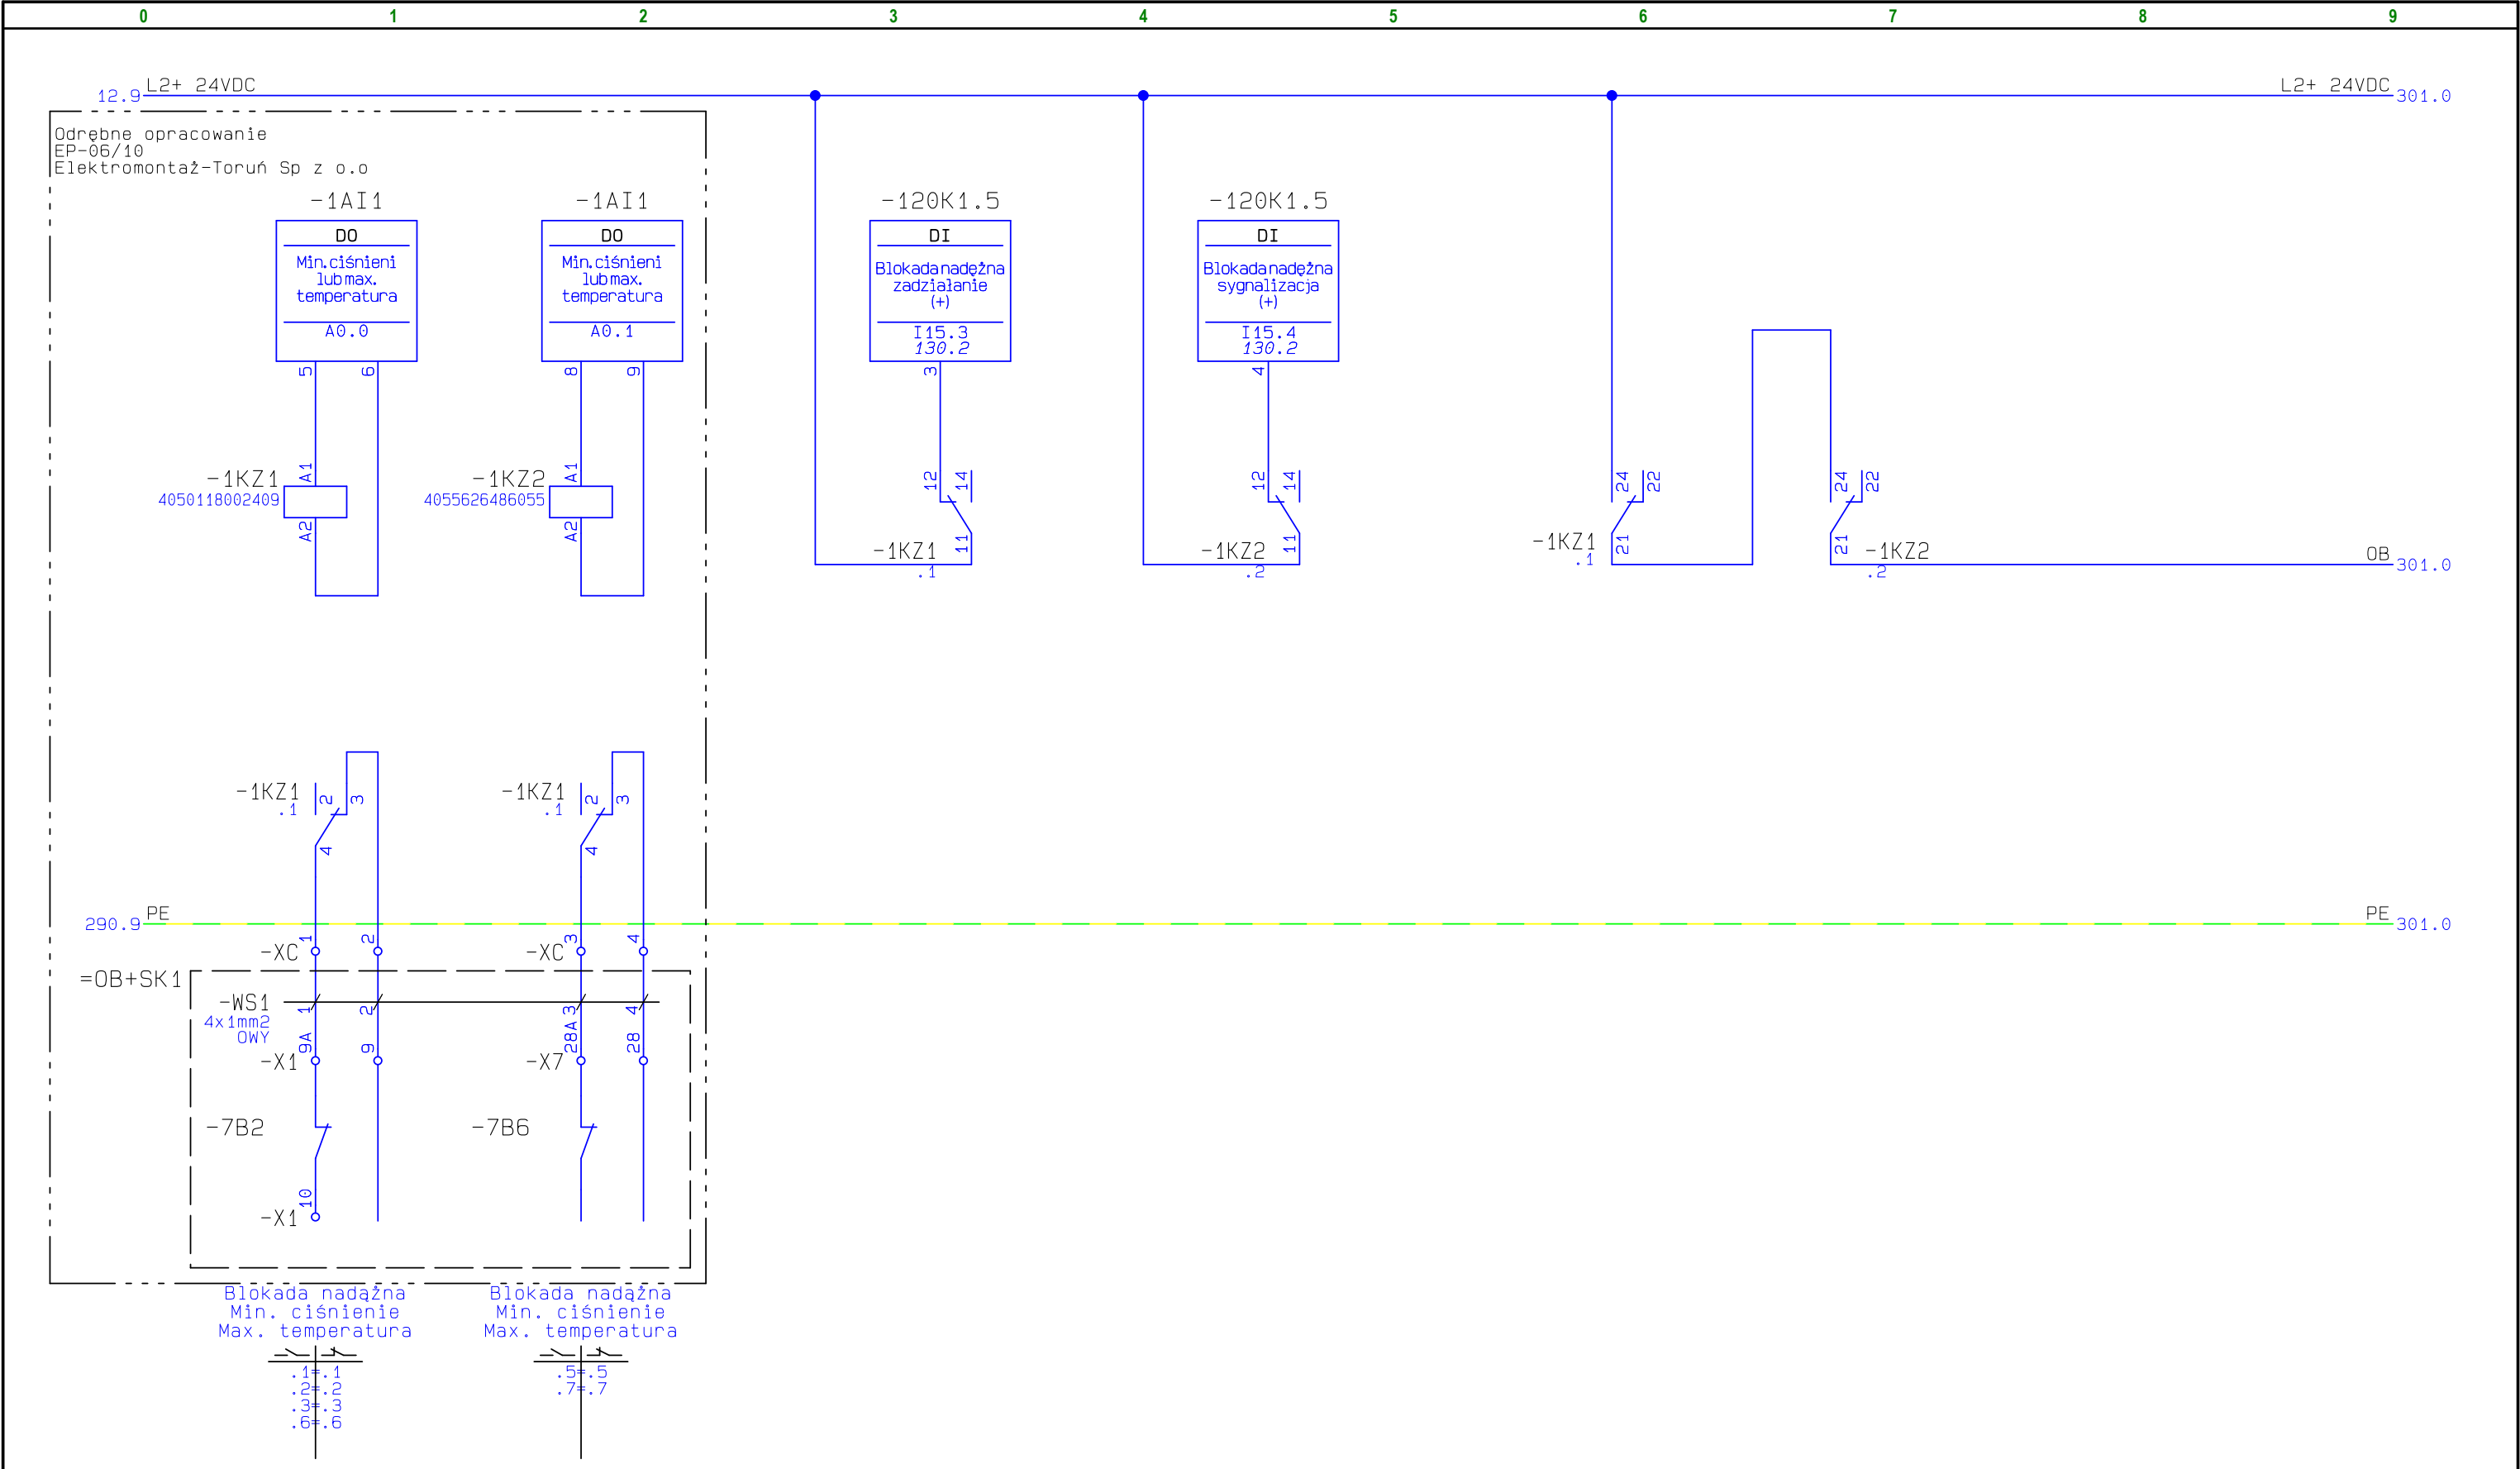 0 1 2 3 4 5 6 7 8 9
L2+ 24VDC
12.9
L2+ 24VDC
301.0
Odrębne opracowanie
EP-06/10
Elektromontaż-Toruń Sp z o.o
-1AI1
DO
Min.ciśnieni
lub max.
temperatura
A0.0
5 6
-1AI1
DO
Min.ciśnieni
lub max.
temperatura
A0.1
8 9
-120K1.5
DI
Blokada nadężna
zadziałanie
(+)
I15.3
130.2
3
-120K1.5
DI
Blokada nadężna
sygnalizacja
(+)
I15.4
130.2
4
-1KZ1
4050118002409
A1
A2
-1KZ2
4055626486055
A1
A2
12 14
-1KZ1
.1
11
12 14
-1KZ2
.2
11
24 22
-1KZ1
.1
21
24 22
21
-1KZ2
.2
OB
301.0
-1KZ1
.1
2 3
4
-1KZ1
.1
2 3
4
290.9
PE
PE
301.0
-XC
1 2
-XC
3 4
=OB+SK1
-WS1
4x1mm2
OWY
1 2 3 4
-X1
9A 9
-X7
28A 28
-7B2
-7B6
-X1
10
Blokada nadążna
Min. ciśnienie
Max. temperatura
Blokada nadążna
Min. ciśnienie
Max. temperatura
.1=.1
.2=.2
.3=.3
.6=.6
.5=.5
.7=.7